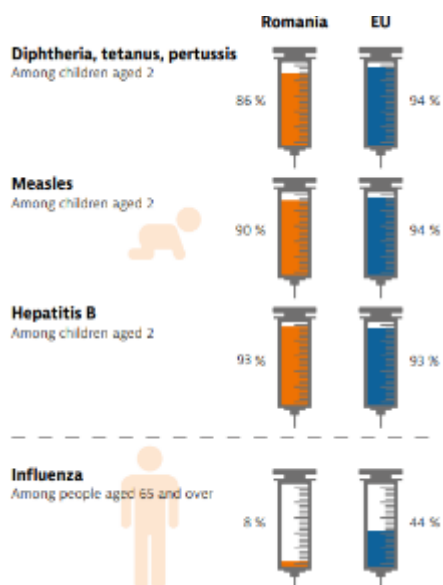 Romania EU
Diphtheria, tetanus, pertussis
Among children aged 2
86 % 94 %
Measles
Among children aged 2
90 % 94 %
Hepatitis B
Among children aged 2
93 % 93 %
Influenza
Among people aged 65 and over
8 % 44 %